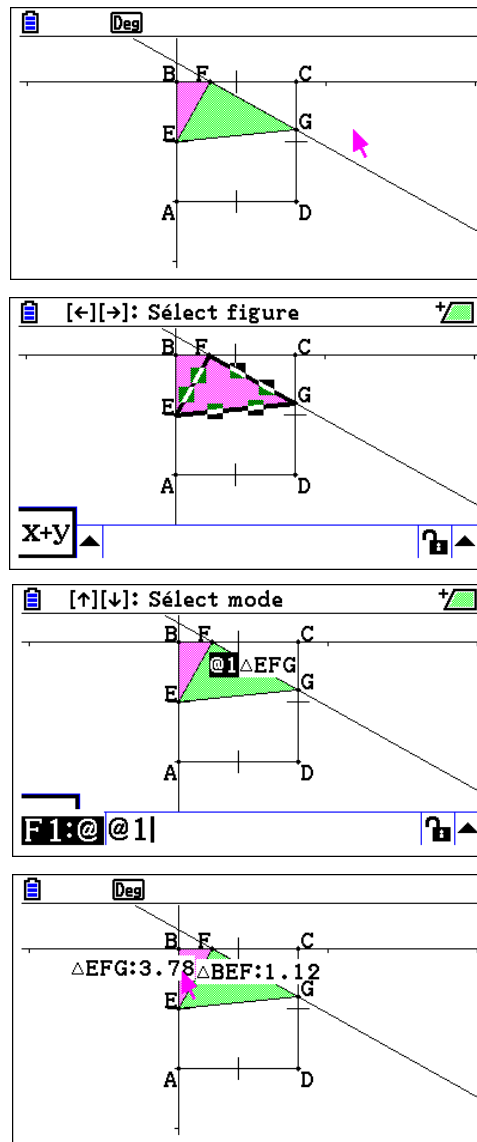 Deg
B F C
E G
A D
[←][→]: Sélect figure
B F C
E G
A D
x+y
[↑][↓]: Sélect mode
B F C
@1 △EFG
E G
A D
F1:@ @1
Deg
B F C
△EFG:3.78 △BEF:1.12
E G
A D